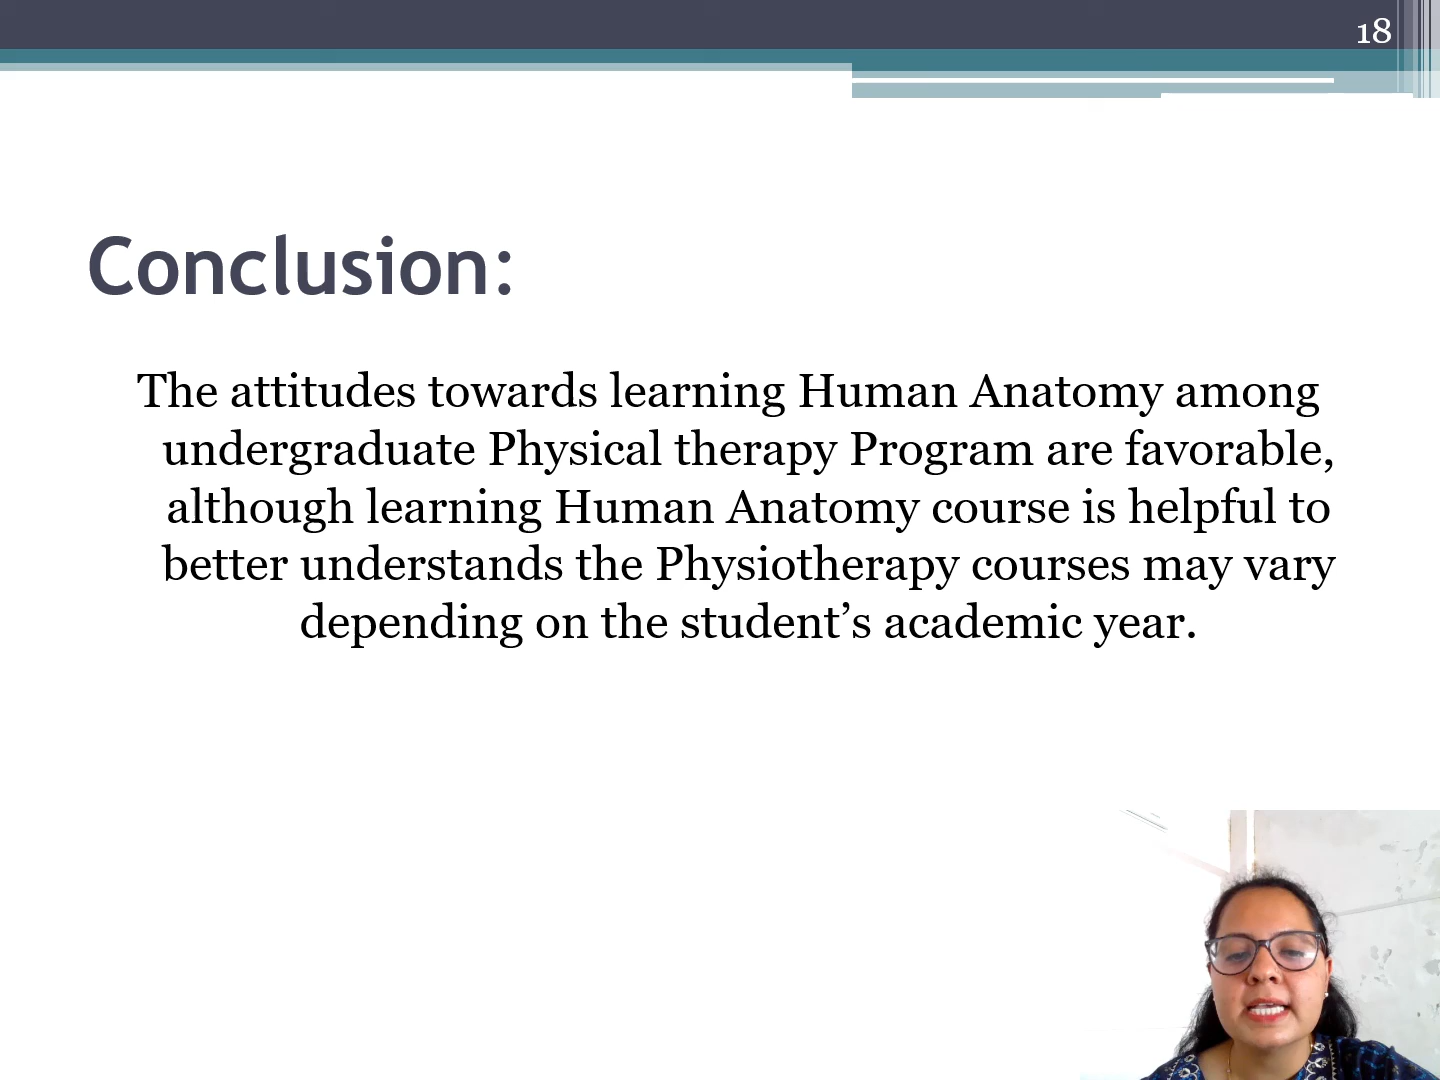 18
Conclusion:
The attitudes towards learning Human Anatomy among
undergraduate Physical therapy Program are favorable,
although learning Human Anatomy course is helpful to
better understands the Physiotherapy courses may vary
depending on the student’s academic year.